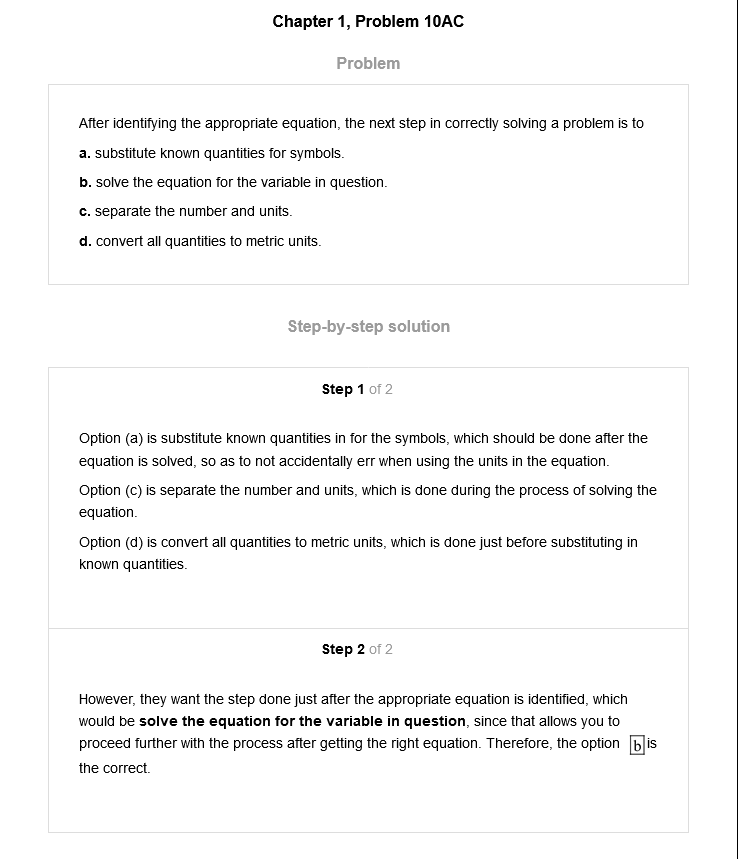 Chapter 1, Problem 10AC
Problem
After identifying the appropriate equation, the next step in correctly solving a problem is to
a. substitute known quantities for symbols.
b. solve the equation for the variable in question.
c. separate the number and units.
d. convert all quantities to metric units.
Step-by-step solution
Step 1 of 2
Option (a) is substitute known quantities in for the symbols, which should be done after the
equation is solved, so as to not accidentally err when using the units in the equation.
Option (c) is separate the number and units, which is done during the process of solving the
equation.
Option (d) is convert all quantities to metric units, which is done just before substituting in
known quantities.
Step 2 of 2
However, they want the step done just after the appropriate equation is identified, which
would be solve the equation for the variable in question, since that allows you to
proceed further with the process after getting the right equation. Therefore, the option b is
the correct.